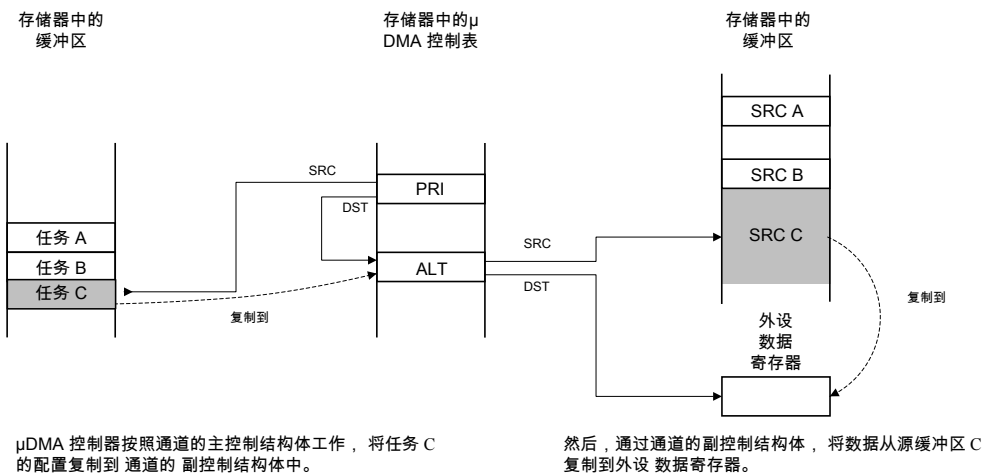 存储器中的
缓冲区
存储器中的μ
DMA 控制表
存储器中的
缓冲区
SRC A
SRC B
SRC C
SRC
PRI
DST
任务 A
任务 B
任务 C
ALT
SRC
DST
复制到
复制到
外设
数据
寄存器
μDMA 控制器按照通道的主控制结构体工作， 将任务 C
的配置复制到 通道的 副控制结构体中。
然后，通过通道的副控制结构体， 将数据从源缓冲区 C
复制到外设 数据寄存器。